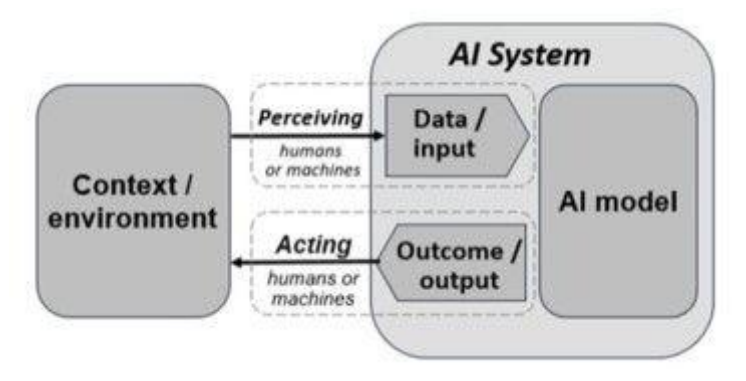 AI System
Context /
environment
Perceiving
humans
or machines
Data /
input
AI model
Acting
humans or
machines
Outcome /
output